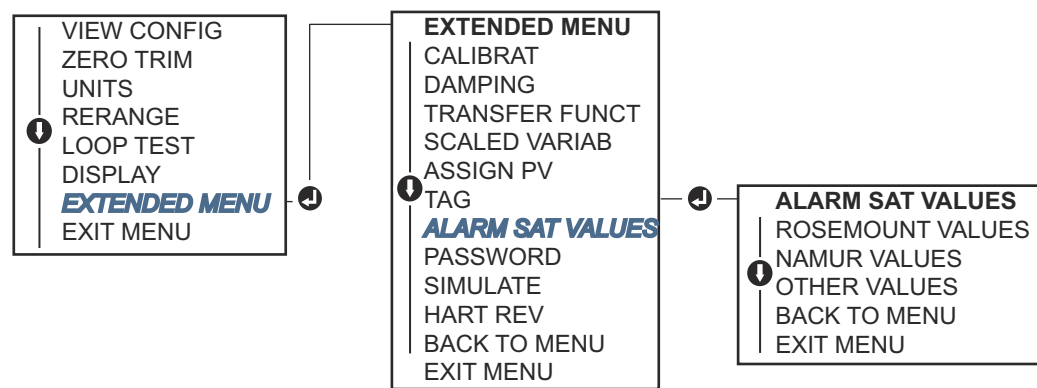 VIEW CONFIG
ZERO TRIM
UNITS
RERANGE
LOOP TEST
DISPLAY
EXTENDED MENU
EXIT MENU
EXTENDED MENU
CALIBRAT
DAMPING
TRANSFER FUNCT
SCALED VARIAB
ASSIGN PV
TAG
ALARM SAT VALUES
PASSWORD
SIMULATE
HART REV
BACK TO MENU
EXIT MENU
ALARM SAT VALUES
ROSEMOUNT VALUES
NAMUR VALUES
OTHER VALUES
BACK TO MENU
EXIT MENU